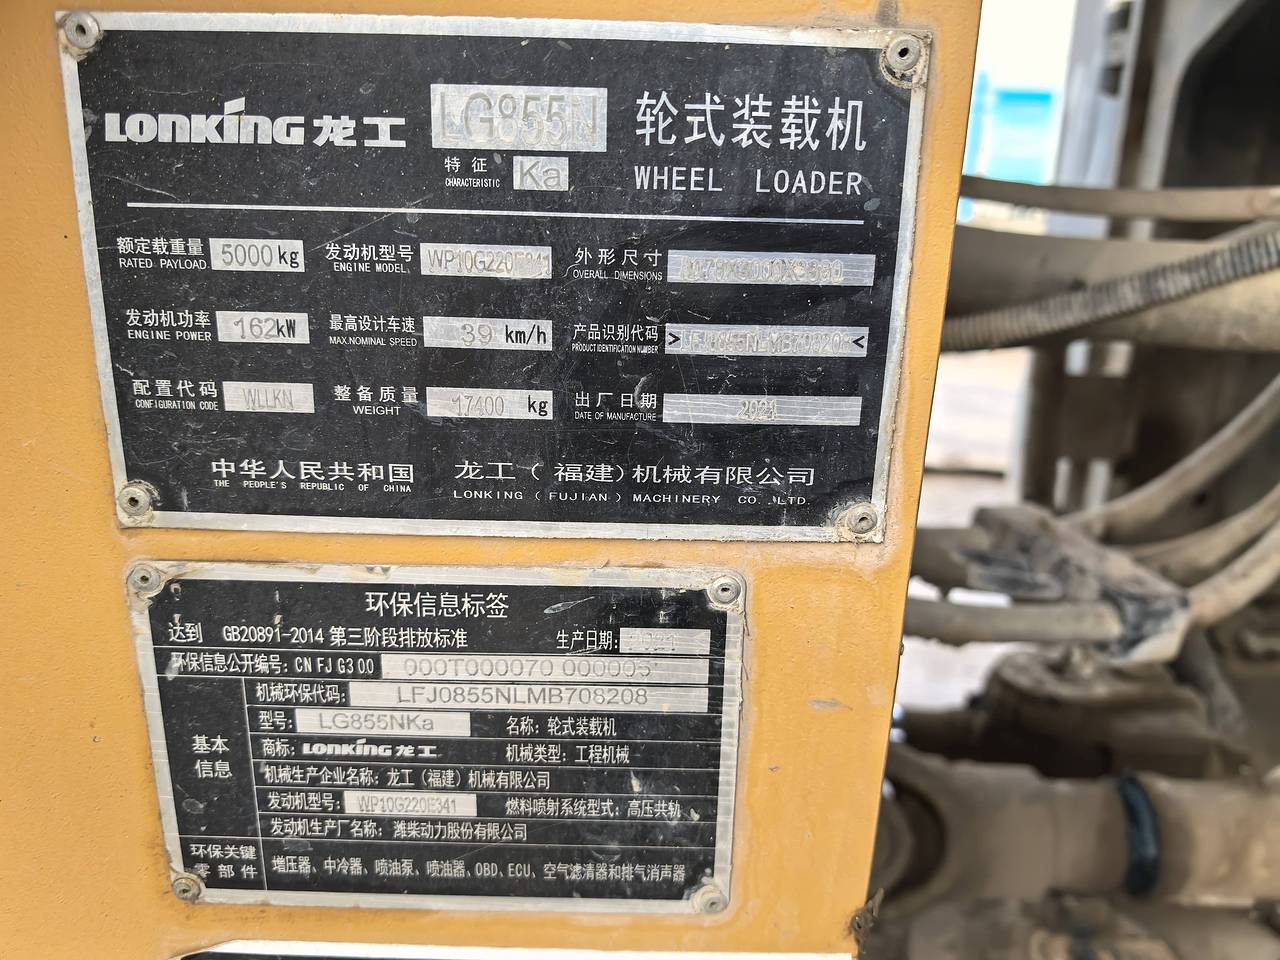 LONKING 龙工 LG855N 轮式装载机
特征 CHARACTERISTIC Ka WHEEL LOADER
额定载重量 RATED PAYLOAD 5000 kg 发动机型号 ENGINE MODEL WP10G220E341 外形尺寸 OVERALL DIMENSIONS
发动机功率 ENGINE POWER 162kW 最高设计车速 MAX.NOMINAL SPEED 39 km/h 产品识别代码 PRODUCT IDENTIFICATION NUMBER > <
配置代码 CONFIGURATION CODE WLLKN 整备质量 WEIGHT 17400 kg 出厂日期 DATE OF MANUFACTURE 2021
中华人民共和国 龙工（福建）机械有限公司
THE PEOPLE'S REPUBLIC OF CHINA LONKING ( FUJIAN ) MACHINERY CO. LTD.
环保信息标签
达到 GB20891-2014 第三阶段排放标准 生产日期: 2021
环保信息公开编号: CN FJ G3 00 000T000070 000005
基本信息
机械环保代码: LFJ0855NLMB708208
型号: LG855NKa 名称: 轮式装载机
商标: LONKING 龙工 机械类型: 工程机械
机械生产企业名称: 龙工（福建）机械有限公司
发动机型号: WP10G220E341 燃料喷射系统型式: 高压共轨
发动机生产厂名称: 潍柴动力股份有限公司
环保关键零部件 增压器、中冷器、喷油泵、喷油器、OBD、ECU、空气滤清器和排气消声器